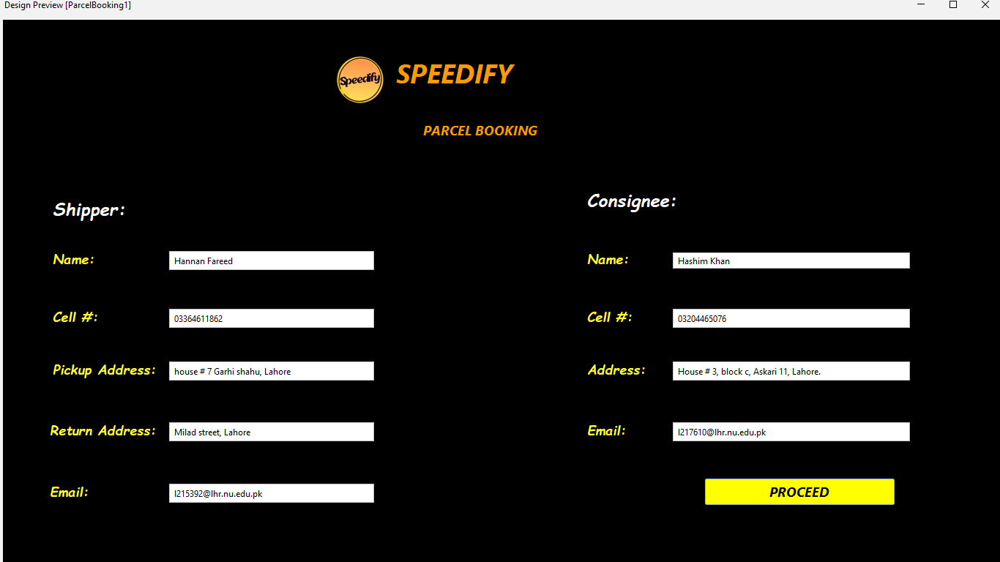 Design Preview [ParcelBooking1]
Speedify
SPEEDIFY
PARCEL BOOKING
Shipper:
Name: Hannan Fareed
Cell #: 03364611862
Pickup Address: house # 7 Garhi shahu, Lahore
Return Address: Milad street, Lahore
Email: l215392@lhr.nu.edu.pk
Consignee:
Name: Hashim Khan
Cell #: 03204465076
Address: House # 3, block c, Askari 11, Lahore.
Email: l217610@lhr.nu.edu.pk
PROCEED